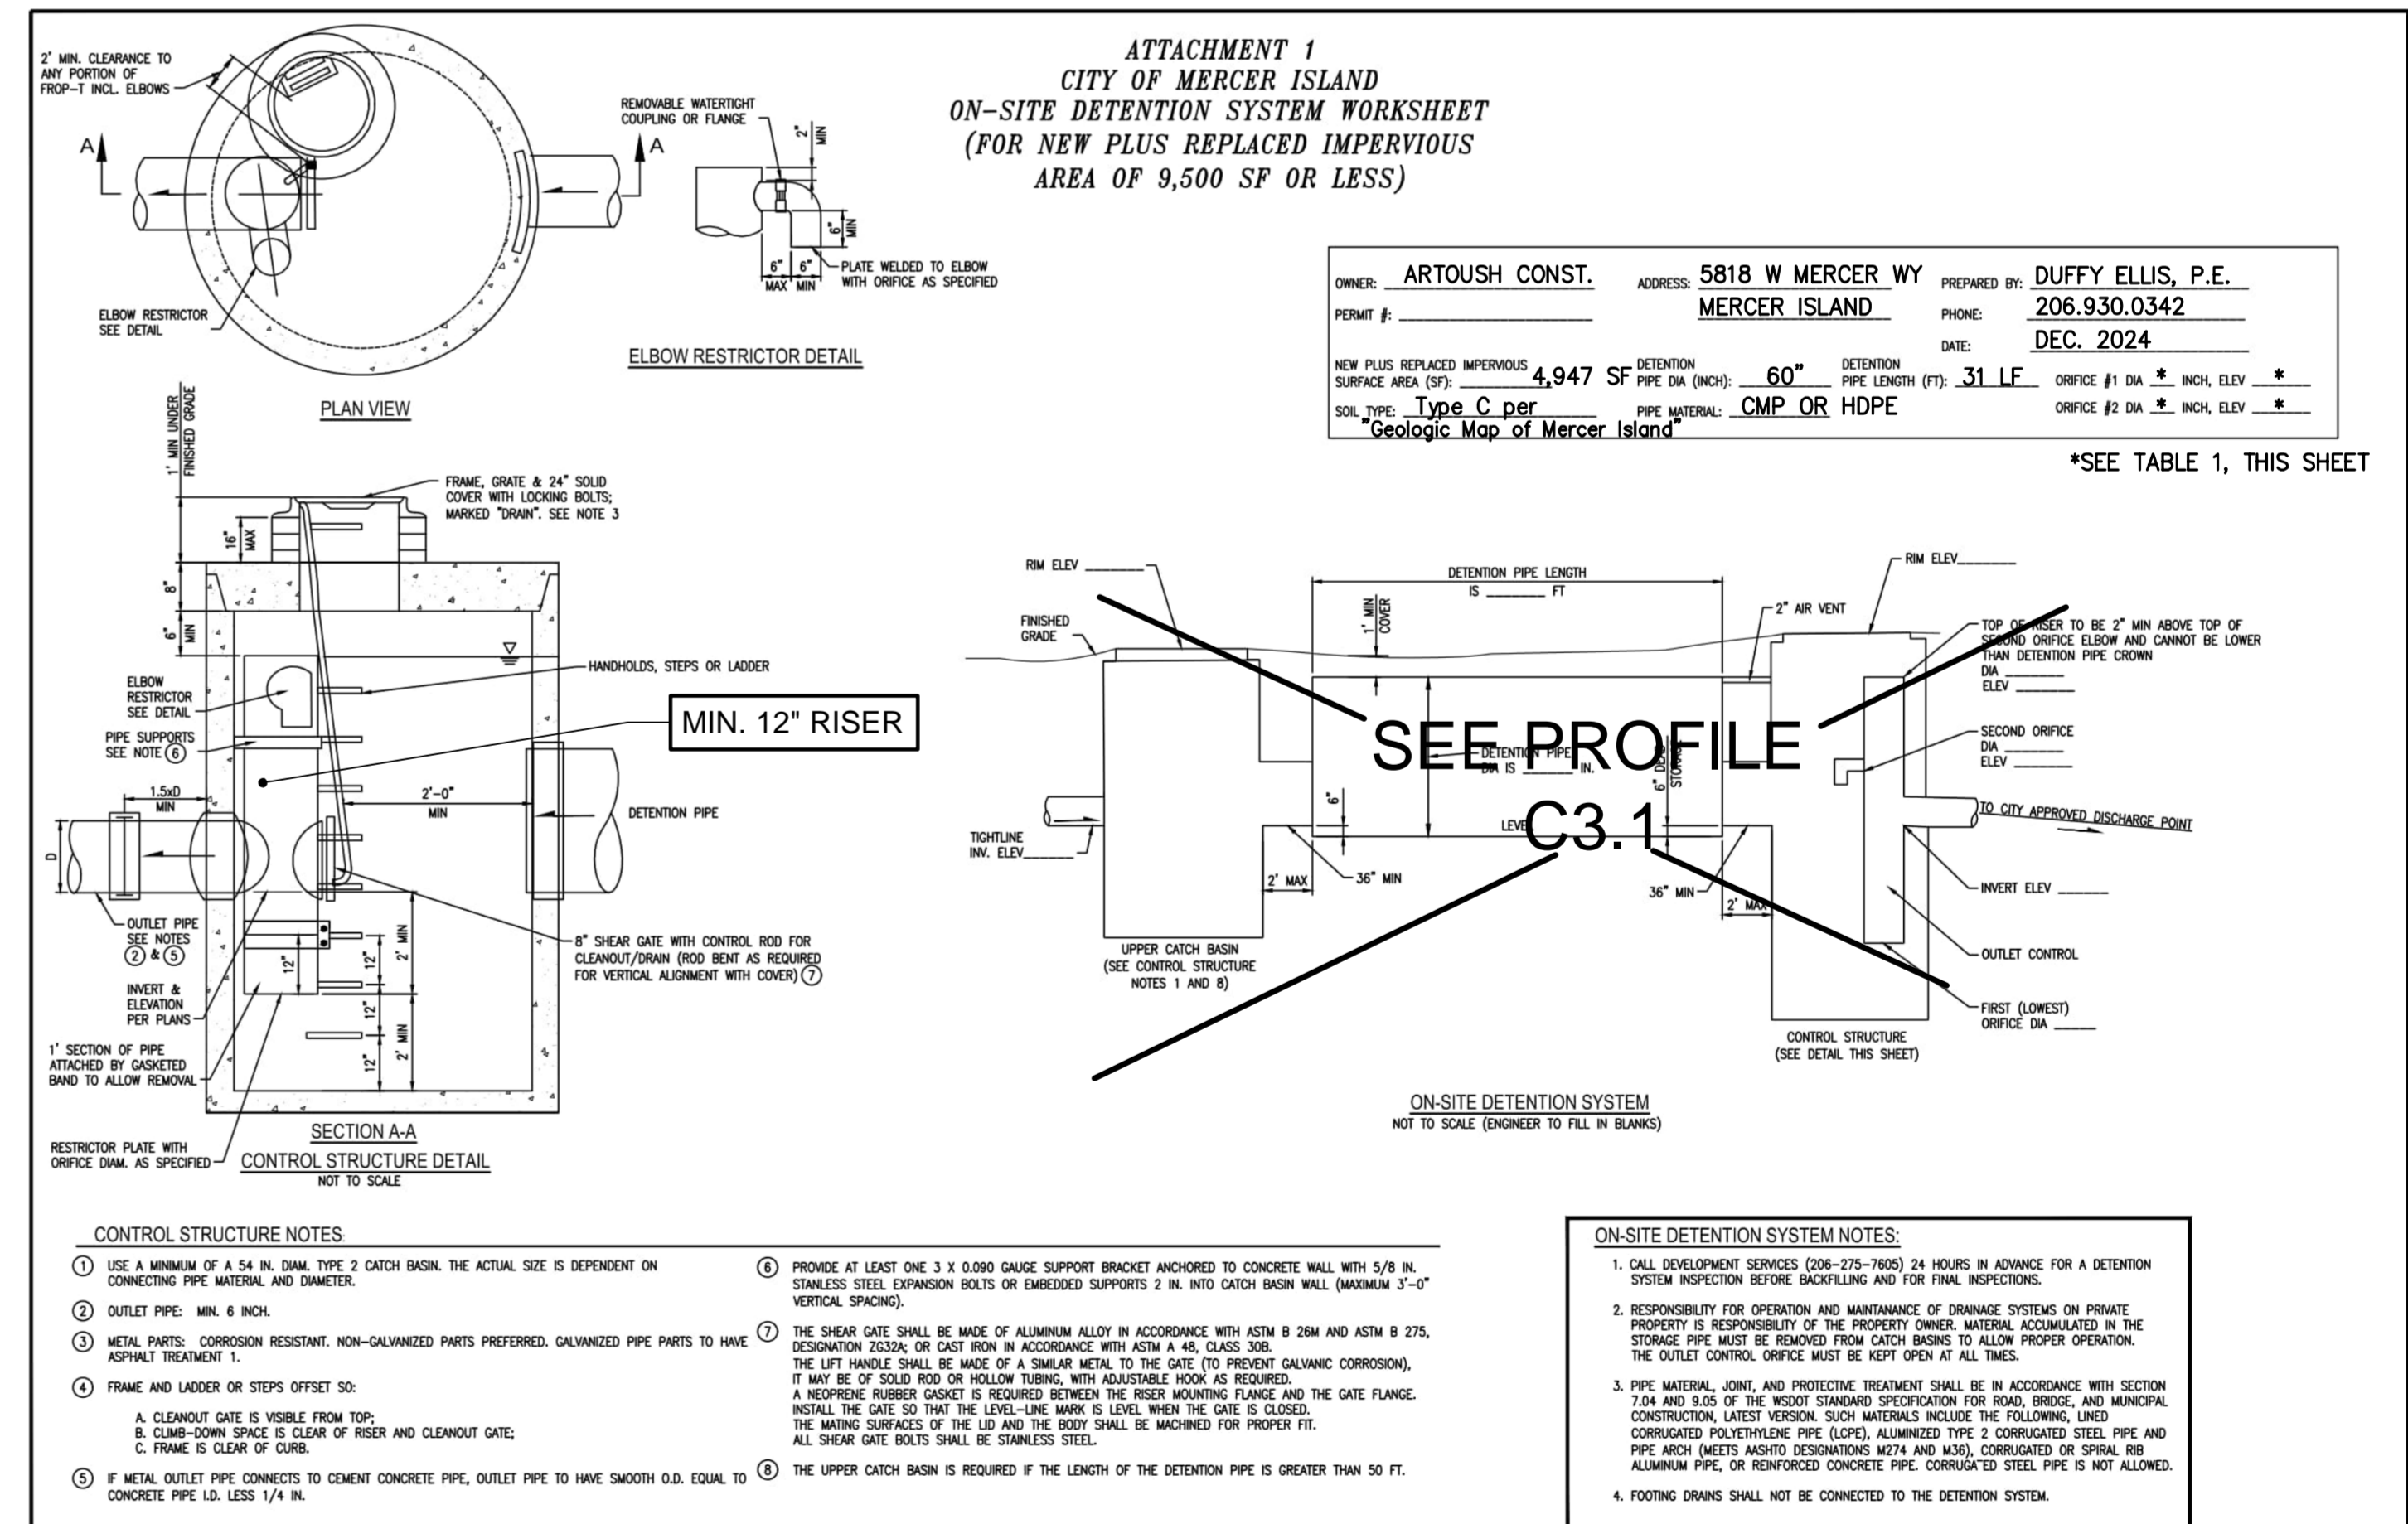 ATTACHMENT 1
CITY OF MERCER ISLAND
ON-SITE DETENTION SYSTEM WORKSHEET
(FOR NEW PLUS REPLACED IMPERVIOUS
AREA OF 9,500 SF OR LESS)
2' MIN. CLEARANCE TO
ANY PORTION OF
FROP-T INCL. ELBOWS
A
A
ELBOW RESTRICTOR
SEE DETAIL
PLAN VIEW
REMOVABLE WATERTIGHT
COUPLING OR FLANGE
2"
MIN
6"
MIN
6"
MAX
6"
MIN
PLATE WELDED TO ELBOW
WITH ORIFICE AS SPECIFIED
ELBOW RESTRICTOR DETAIL
OWNER: ARTOUSH CONST.
ADDRESS: 5818 W MERCER WY
MERCER ISLAND
PREPARED BY: DUFFY ELLIS, P.E.
PERMIT #:
PHONE: 206.930.0342
DATE: DEC. 2024
NEW PLUS REPLACED IMPERVIOUS
SURFACE AREA (SF): 4,947 SF
DETENTION
PIPE DIA (INCH): 60"
DETENTION
PIPE LENGTH (FT): 31 LF
ORIFICE #1 DIA * INCH, ELEV *
SOIL TYPE: Type C per
"Geologic Map of Mercer Island"
PIPE MATERIAL: CMP OR HDPE
ORIFICE #2 DIA * INCH, ELEV *
*SEE TABLE 1, THIS SHEET
1' MIN UNDER
FINISHED GRADE
FRAME, GRATE & 24" SOLID
COVER WITH LOCKING BOLTS;
MARKED "DRAIN". SEE NOTE 3
16"
MAX
8"
6"
MIN
HANDHOLDS, STEPS OR LADDER
ELBOW
RESTRICTOR
SEE DETAIL
MIN. 12" RISER
PIPE SUPPORTS
SEE NOTE 6
1.5xD
MIN
2'-0"
MIN
DETENTION PIPE
D
OUTLET PIPE
SEE NOTES
2 & 5
INVERT &
ELEVATION
PER PLANS
12"
12"
2' MIN
12"
2' MIN
12"
8" SHEAR GATE WITH CONTROL ROD FOR
CLEANOUT/DRAIN (ROD BENT AS REQUIRED
FOR VERTICAL ALIGNMENT WITH COVER) 7
1' SECTION OF PIPE
ATTACHED BY GASKETED
BAND TO ALLOW REMOVAL
RESTRICTOR PLATE WITH
ORIFICE DIAM. AS SPECIFIED
SECTION A-A
CONTROL STRUCTURE DETAIL
NOT TO SCALE
RIM ELEV
FINISHED
GRADE
DETENTION PIPE LENGTH
IS FT
1' MIN
COVER
2" AIR VENT
RIM ELEV
TOP OF RISER TO BE 2" MIN ABOVE TOP OF
SECOND ORIFICE ELBOW AND CANNOT BE LOWER
THAN DETENTION PIPE CROWN
DIA
ELEV
SEE PROFILE
C3.1
DETENTION PIPE
DIA IS IN.
6" DEAD
STORAGE
SECOND ORIFICE
DIA
ELEV
6"
LEVEL
TO CITY APPROVED DISCHARGE POINT
TIGHTLINE
INV. ELEV
2' MAX
36" MIN
36" MIN
2' MAX
INVERT ELEV
UPPER CATCH BASIN
(SEE CONTROL STRUCTURE
NOTES 1 AND 8)
OUTLET CONTROL
FIRST (LOWEST)
ORIFICE DIA
CONTROL STRUCTURE
(SEE DETAIL THIS SHEET)
ON-SITE DETENTION SYSTEM
NOT TO SCALE (ENGINEER TO FILL IN BLANKS)
CONTROL STRUCTURE NOTES:
1 USE A MINIMUM OF A 54 IN. DIAM. TYPE 2 CATCH BASIN. THE ACTUAL SIZE IS DEPENDENT ON
CONNECTING PIPE MATERIAL AND DIAMETER.
2 OUTLET PIPE: MIN. 6 INCH.
3 METAL PARTS: CORROSION RESISTANT. NON-GALVANIZED PARTS PREFERRED. GALVANIZED PIPE PARTS TO HAVE
ASPHALT TREATMENT 1.
4 FRAME AND LADDER OR STEPS OFFSET SO:
A. CLEANOUT GATE IS VISIBLE FROM TOP;
B. CLIMB-DOWN SPACE IS CLEAR OF RISER AND CLEANOUT GATE;
C. FRAME IS CLEAR OF CURB.
5 IF METAL OUTLET PIPE CONNECTS TO CEMENT CONCRETE PIPE, OUTLET PIPE TO HAVE SMOOTH O.D. EQUAL TO
CONCRETE PIPE I.D. LESS 1/4 IN.
6 PROVIDE AT LEAST ONE 3 X 0.090 GAUGE SUPPORT BRACKET ANCHORED TO CONCRETE WALL WITH 5/8 IN.
STANLESS STEEL EXPANSION BOLTS OR EMBEDDED SUPPORTS 2 IN. INTO CATCH BASIN WALL (MAXIMUM 3'-0"
VERTICAL SPACING).
7 THE SHEAR GATE SHALL BE MADE OF ALUMINUM ALLOY IN ACCORDANCE WITH ASTM B 26M AND ASTM B 275,
DESIGNATION ZG32A; OR CAST IRON IN ACCORDANCE WITH ASTM A 48, CLASS 30B.
THE LIFT HANDLE SHALL BE MADE OF A SIMILAR METAL TO THE GATE (TO PREVENT GALVANIC CORROSION),
IT MAY BE OF SOLID ROD OR HOLLOW TUBING, WITH ADJUSTABLE HOOK AS REQUIRED.
A NEOPRENE RUBBER GASKET IS REQUIRED BETWEEN THE RISER MOUNTING FLANGE AND THE GATE FLANGE.
INSTALL THE GATE SO THAT THE LEVEL-LINE MARK IS LEVEL WHEN THE GATE IS CLOSED.
THE MATING SURFACES OF THE LID AND THE BODY SHALL BE MACHINED FOR PROPER FIT.
ALL SHEAR GATE BOLTS SHALL BE STAINLESS STEEL.
8 THE UPPER CATCH BASIN IS REQUIRED IF THE LENGTH OF THE DETENTION PIPE IS GREATER THAN 50 FT.
ON-SITE DETENTION SYSTEM NOTES:
1. CALL DEVELOPMENT SERVICES (206-275-7605) 24 HOURS IN ADVANCE FOR A DETENTION
SYSTEM INSPECTION BEFORE BACKFILLING AND FOR FINAL INSPECTIONS.
2. RESPONSIBILITY FOR OPERATION AND MAINTANANCE OF DRAINAGE SYSTEMS ON PRIVATE
PROPERTY IS RESPONSIBILITY OF THE PROPERTY OWNER. MATERIAL ACCUMULATED IN THE
STORAGE PIPE MUST BE REMOVED FROM CATCH BASINS TO ALLOW PROPER OPERATION.
THE OUTLET CONTROL ORIFICE MUST BE KEPT OPEN AT ALL TIMES.
3. PIPE MATERIAL, JOINT, AND PROTECTIVE TREATMENT SHALL BE IN ACCORDANCE WITH SECTION
7.04 AND 9.05 OF THE WSDOT STANDARD SPECIFICATION FOR ROAD, BRIDGE, AND MUNICIPAL
CONSTRUCTION, LATEST VERSION. SUCH MATERIALS INCLUDE THE FOLLOWING, LINED
CORRUGATED POLYETHYLENE PIPE (LCPE), ALUMINIZED TYPE 2 CORRUGATED STEEL PIPE AND
PIPE ARCH (MEETS AASHTO DESIGNATIONS M274 AND M36), CORRUGATED OR SPIRAL RIB
ALUMINUM PIPE, OR REINFORCED CONCRETE PIPE. CORRUGATED STEEL PIPE IS NOT ALLOWED.
4. FOOTING DRAINS SHALL NOT BE CONNECTED TO THE DETENTION SYSTEM.